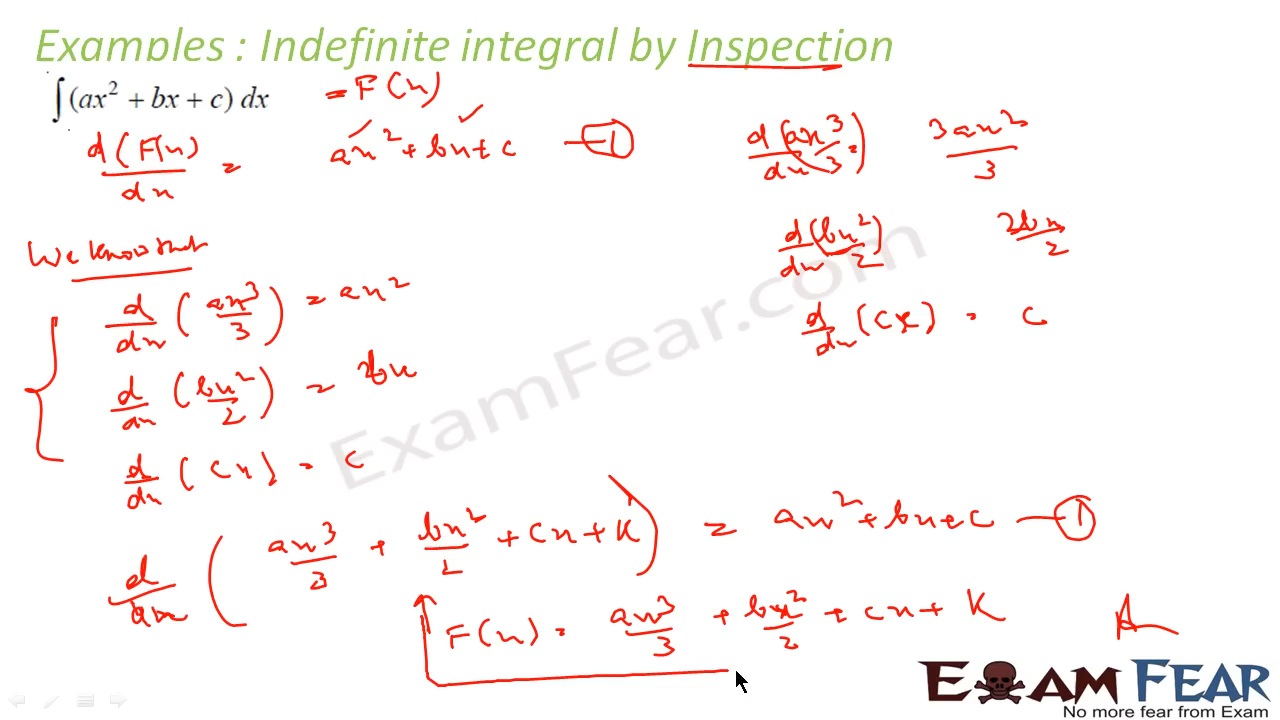 Examples : Indefinite integral by Inspection
∫(ax² + bx + c) dx = F(x)
d(F(x))/dx = ax² + bx + c —①
We know that
d/dx (ax³/3) = ax²
d/dx (bx²/2) = bx
d/dx (cx) = c
d/dx (ax³/3) = 3ax²/3
d/dx (bx²/2) 2bx/2
d/dx (cx) = c
d/dx (ax³/3 + bx²/2 + cx + K) = ax² + bx + c —①
F(x) = ax³/3 + bx²/2 + cx + K
ExamFear.com
EXAM FEAR
No more fear from Exam